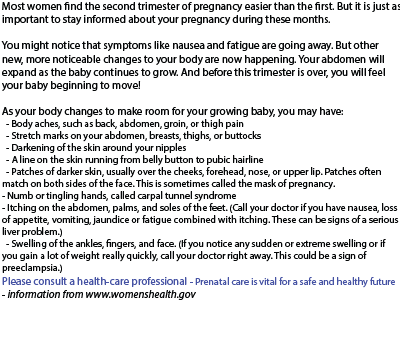 Most women find the second trimester of pregnancy easier than the first. But it is just as
important to stay informed about your pregnancy during these months.
You might notice that symptoms like nausea and fatigue are going away. But other
new, more noticeable changes to your body are now happening. Your abdomen will
expand as the baby continues to grow. And before this trimester is over, you will feel
your baby beginning to move!
As your body changes to make room for your growing baby, you may have:
- Body aches, such as back, abdomen, groin, or thigh pain
- Stretch marks on your abdomen, breasts, thighs, or buttocks
- Darkening of the skin around your nipples
- A line on the skin running from belly button to pubic hairline
- Patches of darker skin, usually over the cheeks, forehead, nose, or upper lip. Patches often
match on both sides of the face. This is sometimes called the mask of pregnancy.
- Numb or tingling hands, called carpal tunnel syndrome
- Itching on the abdomen, palms, and soles of the feet. (Call your doctor if you have nausea, loss
of appetite, vomiting, jaundice or fatigue combined with itching. These can be signs of a serious
liver problem.)
- Swelling of the ankles, fingers, and face. (If you notice any sudden or extreme swelling or if
you gain a lot of weight really quickly, call your doctor right away. This could be a sign of
preeclampsia.)
Please consult a health-care professional - Prenatal care is vital for a safe and healthy future
- information from www.womenshealth.gov